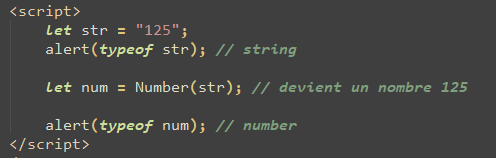 <script>
let str = "125";
alert(typeof str); // string
let num = Number(str); // devient un nombre 125
alert(typeof num); // number
</script>